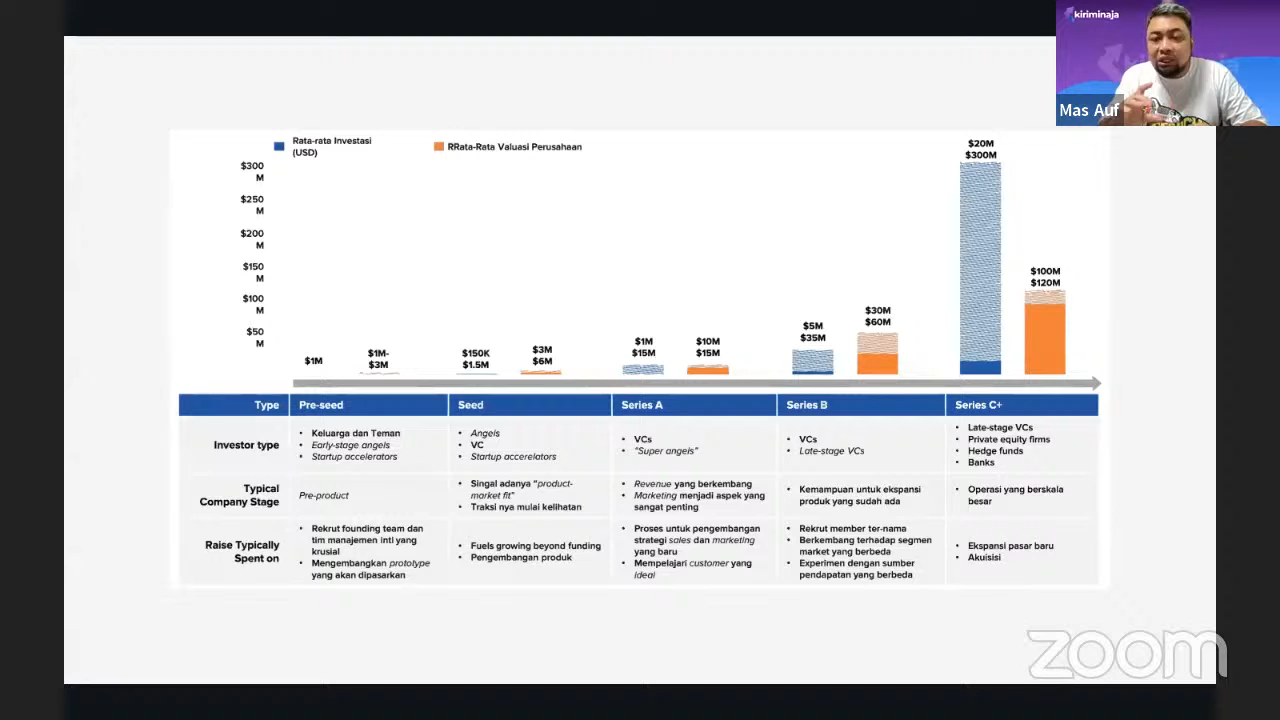 kiriminaja
Mas Auf
Rata-rata Investasi
(USD)
RRata-Rata Valuasi Perusahaan
$300
M
$250
M
$200
M
$150
M
$100
M
$50
M
$1M
$1M-
$3M
$150K
$1.5M
$3M
$6M
$1M
$15M
$10M
$15M
$5M
$35M
$30M
$60M
$20M
$300M
$100M
$120M
Type Pre-seed Seed Series A Series B Series C+
Investor type
• Keluarga dan Teman
• Early-stage angels
• Startup accelerators
• Angels
• VC
• Startup accerelators
• VCs
• "Super angels"
• VCs
• Late-stage VCs
• Late-stage VCs
• Private equity firms
• Hedge funds
• Banks
Typical
Company Stage
Pre-product
• Singal adanya "product-
market fit"
• Traksi nya mulai kelihatan
• Revenue yang berkembang
• Marketing menjadi aspek yang
sangat penting
• Kemampuan untuk ekspansi
produk yang sudah ada
• Operasi yang berskala
besar
Raise Typically
Spent on
• Rekrut founding team dan
tim manajemen inti yang
krusial
• Mengembangkan prototype
yang akan dipasarkan
• Fuels growing beyond funding
• Pengembangan produk
• Proses untuk pengembangan
strategi sales dan marketing
yang baru
• Mempelajari customer yang
ideal
• Rekrut member ter-nama
• Berkembang terhadap segmen
market yang berbeda
• Experimen dengan sumber
pendapatan yang berbeda
• Ekspansi pasar baru
• Akuisisi
zoom